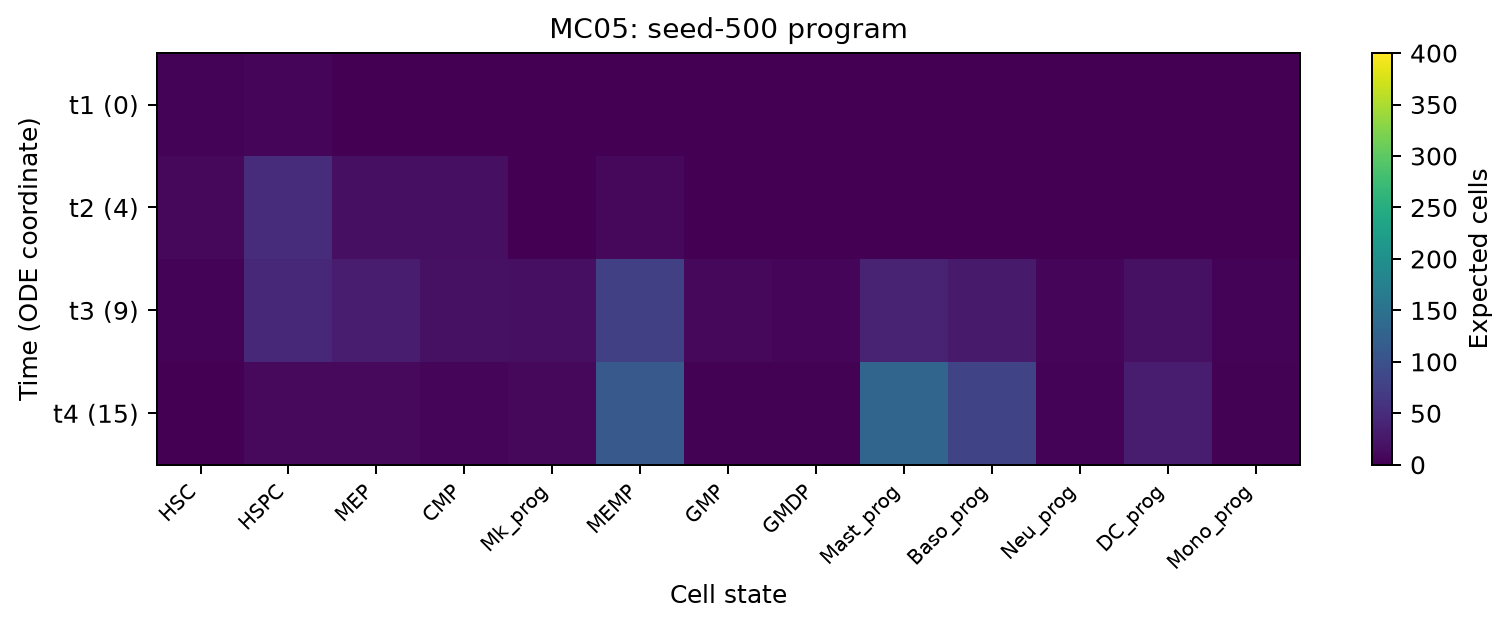 MC05: seed-500 program
Time (ODE coordinate)
t1 (0)
t2 (4)
t3 (9)
t4 (15)
HSC
HSPC
MEP
CMP
Mk_prog
MEMP
GMP
GMDP
Mast_prog
Baso_prog
Neu_prog
DC_prog
Mono_prog
Cell state
400
350
300
250
200
150
100
50
0
Expected cells